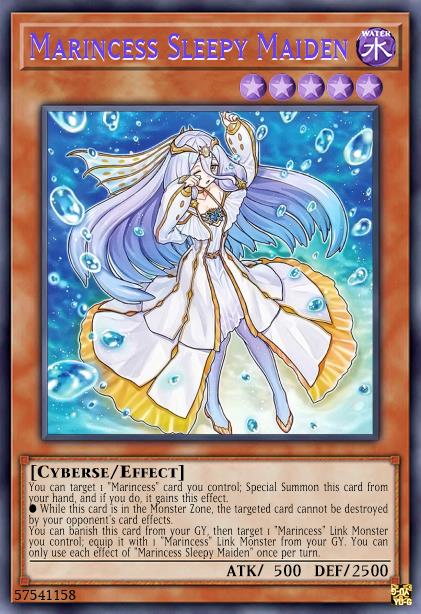 MARINCESS SLEEPY MAIDEN
WATER
水
[CYBERSE/EFFECT]
You can target 1 "Marincess" card you control; Special Summon this card from
your hand, and if you do, it gains this effect.
● While this card is in the Monster Zone, the targeted card cannot be destroyed
by your opponent's card effects.
You can banish this card from your GY, then target 1 "Marincess" Link Monster
you control; equip it with 1 "Marincess" Link Monster from your GY. You can
only use each effect of "Marincess Sleepy Maiden" once per turn.
ATK/ 500 DEF/2500
57541158